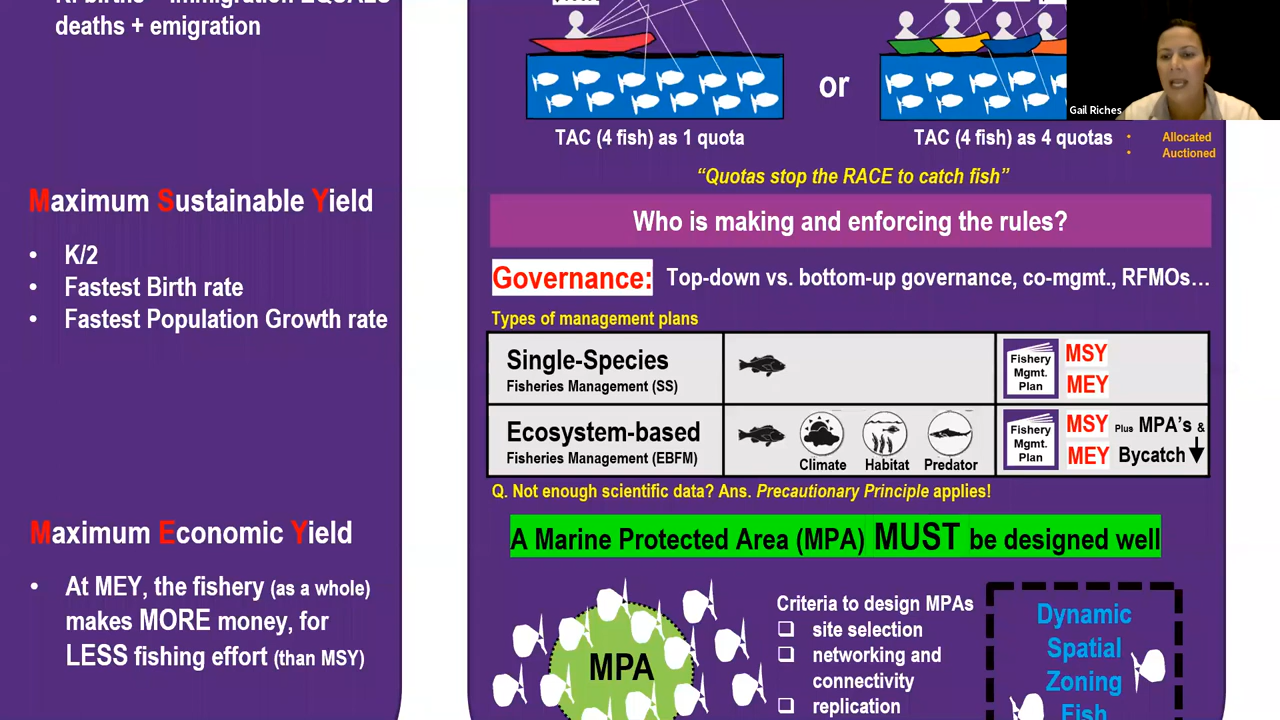 deaths + emigration
Maximum Sustainable Yield
• K/2
• Fastest Birth rate
• Fastest Population Growth rate
Maximum Economic Yield
• At MEY, the fishery (as a whole)
makes MORE money, for
LESS fishing effort (than MSY)
or
TAC (4 fish) as 1 quota
TAC (4 fish) as 4 quotas
• Allocated
• Auctioned
Gail Riches
“Quotas stop the RACE to catch fish”
Who is making and enforcing the rules?
Governance: Top-down vs. bottom-up governance, co-mgmt., RFMOs…
Types of management plans
Single-Species
Fisheries Management (SS)
Fishery
Mgmt.
Plan
MSY
MEY
Ecosystem-based
Fisheries Management (EBFM)
Climate
Habitat
Predator
Fishery
Mgmt.
Plan
MSY Plus MPA's &
MEY Bycatch
Q. Not enough scientific data? Ans. Precautionary Principle applies!
A Marine Protected Area (MPA) MUST be designed well
MPA
Criteria to design MPAs
site selection
networking and
connectivity
replication
Dynamic
Spatial
Zoning
Fish